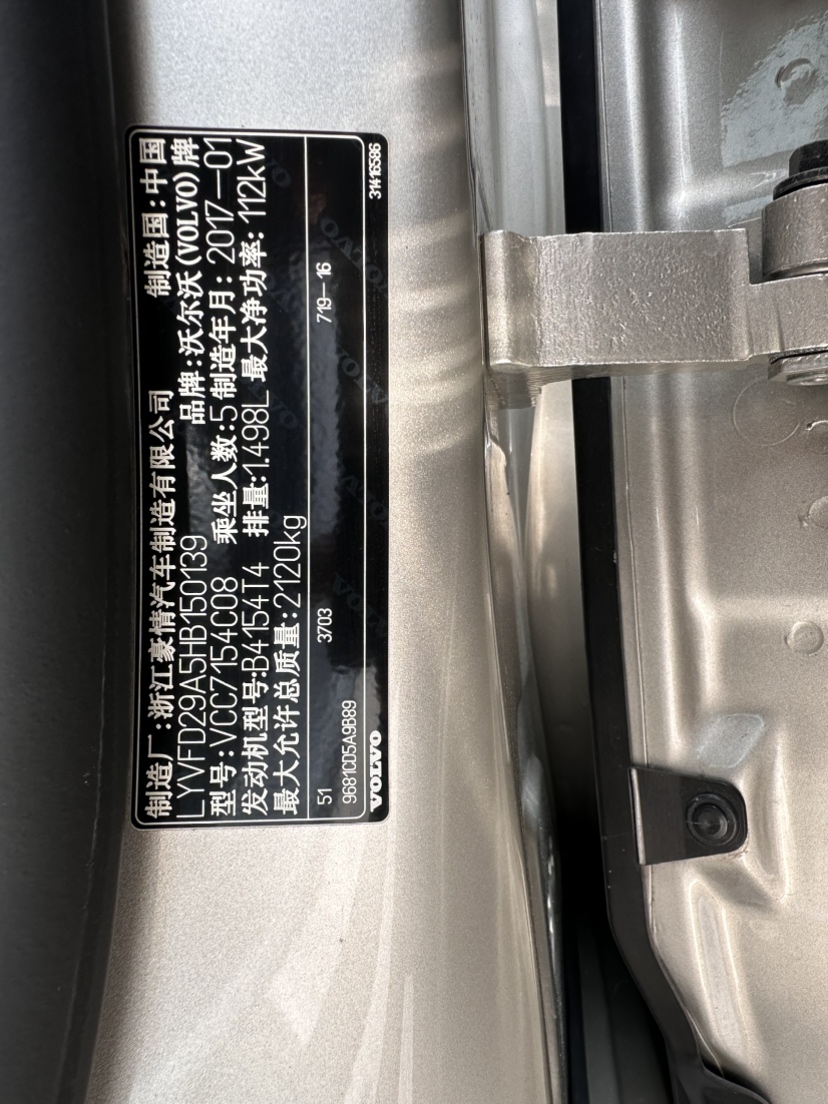 制造厂:浙江豪情汽车制造有限公司 制造国:中国
LYVFD29A5HB150139 品牌:沃尔沃(VOLVO)牌
型号:VCC7154C08 乘坐人数:5 制造年月:2017—01
发动机型号:B4154T4 排量:1.498L 最大净功率:112kW
最大允许总质量:2120kg
51 3703 719—16
9681CD5A9B89
VOLVO 31416586